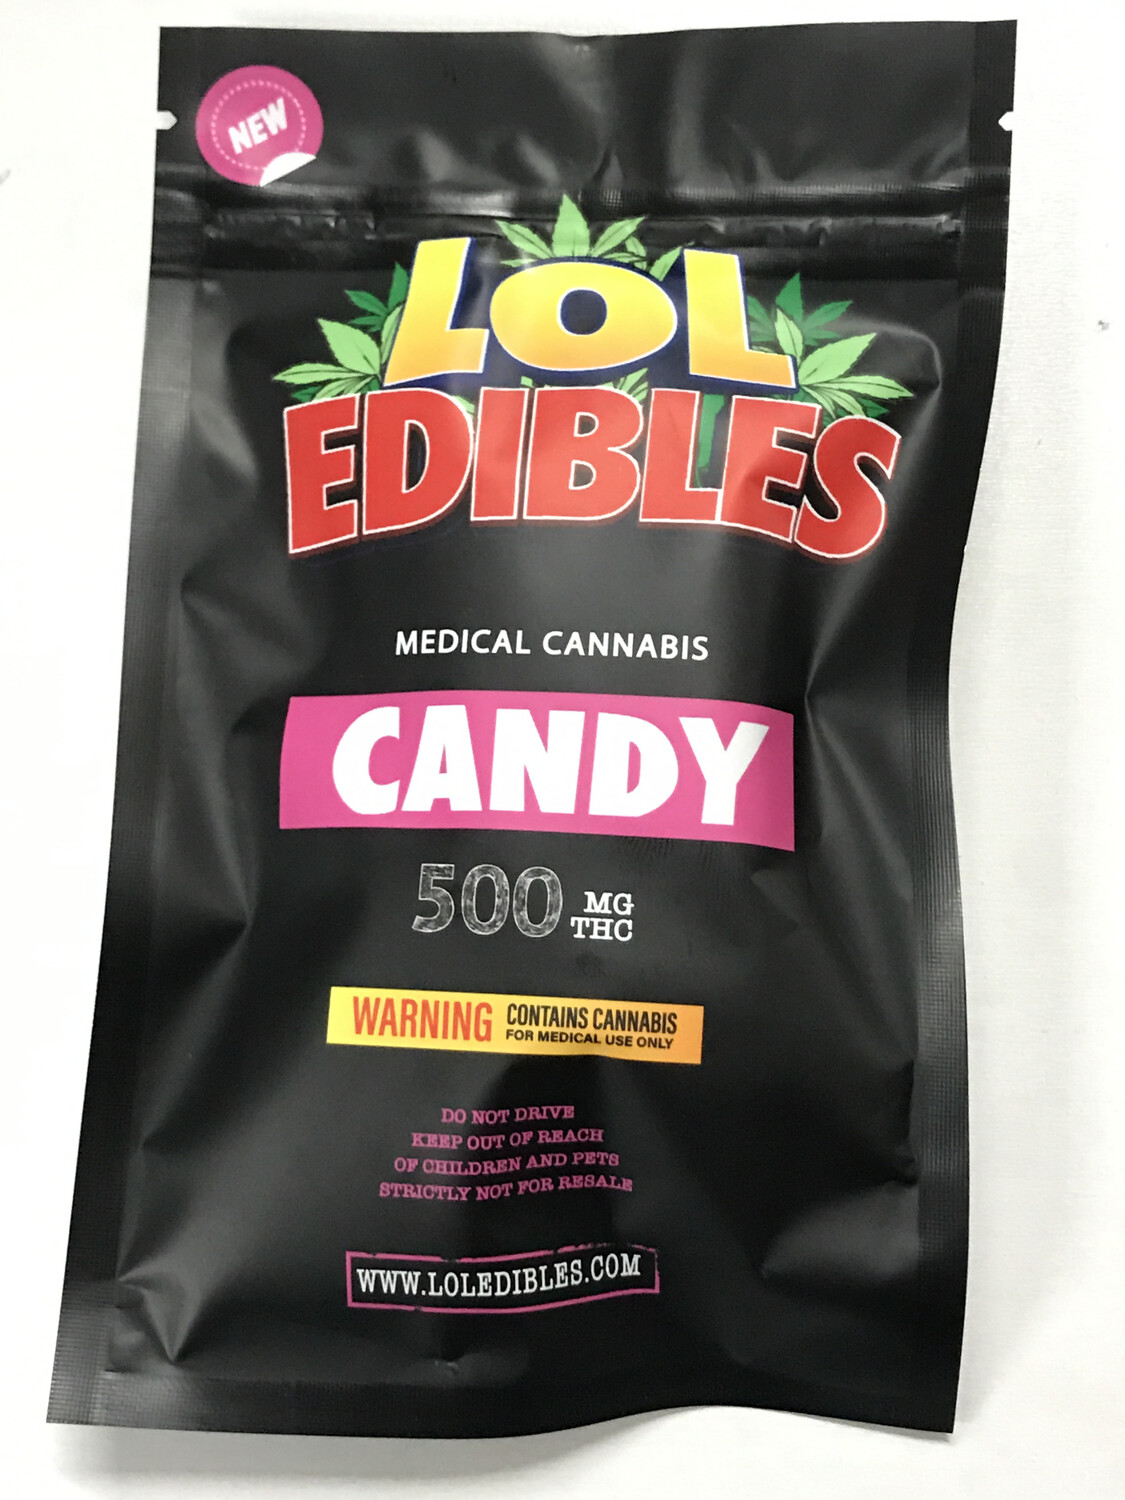 NEW
LOL
EDIBLES
MEDICAL CANNABIS
CANDY
500 MG
THC
WARNING CONTAINS CANNABIS
FOR MEDICAL USE ONLY
DO NOT DRIVE
KEEP OUT OF REACH
OF CHILDREN AND PETS
STRICTLY NOT FOR RESALE
WWW.LOLEDIBLES.COM